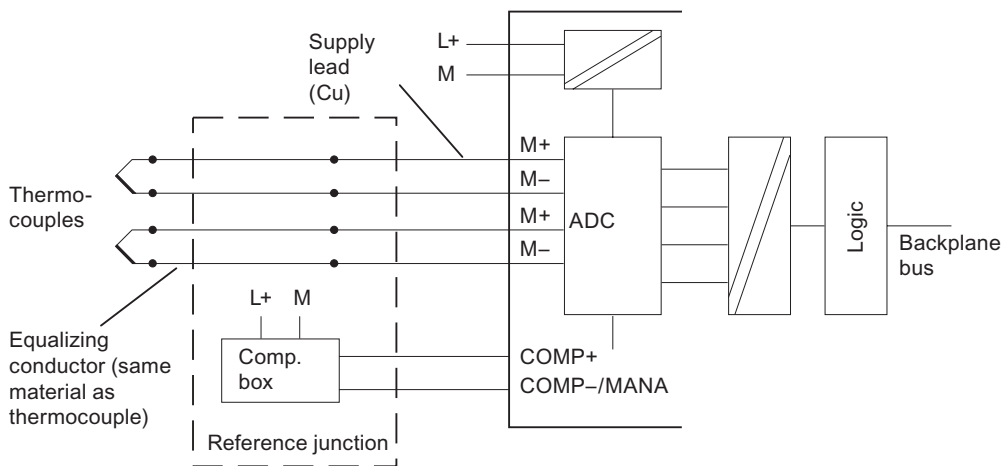 Supply
lead
(Cu)
L+
M
M+
M–
M+
M–
Thermo-
couples
ADC
Logic
Backplane
bus
L+ M
Equalizing
conductor (same
material as
thermocouple)
Comp.
box
COMP+
COMP–/MANA
Reference junction